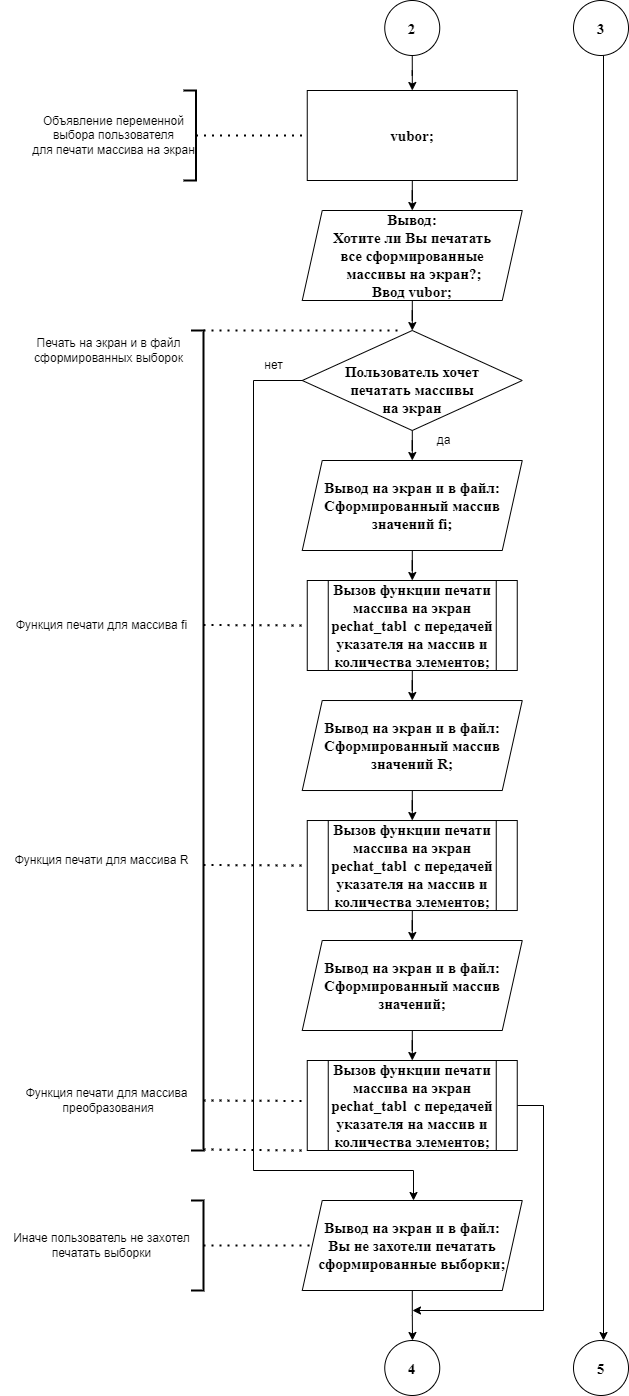 2
3
Объявление переменной
выбора пользователя
для печати массива на экран
vubor;
Вывод:
Хотите ли Вы печатать
все сформированные
массивы на экран?;
Ввод vubor;
Печать на экран и в файл
сформированных выборок
нет
Пользователь хочет
печатать массивы
на экран
да
Вывод на экран и в файл:
Сформированный массив
значений fi;
Функция печати для массива fi
Вызов функции печати
массива на экран
pechat_tabl с передачей
указателя на массив и
количества элементов;
Вывод на экран и в файл:
Сформированный массив
значений R;
Функция печати для массива R
Вызов функции печати
массива на экран
pechat_tabl с передачей
указателя на массив и
количества элементов;
Вывод на экран и в файл:
Сформированный массив
значений;
Функция печати для массива
преобразования
Вызов функции печати
массива на экран
pechat_tabl с передачей
указателя на массив и
количества элементов;
Иначе пользователь не захотел
печатать выборки
Вывод на экран и в файл:
Вы не захотели печатать
сформированные выборки;
4
5